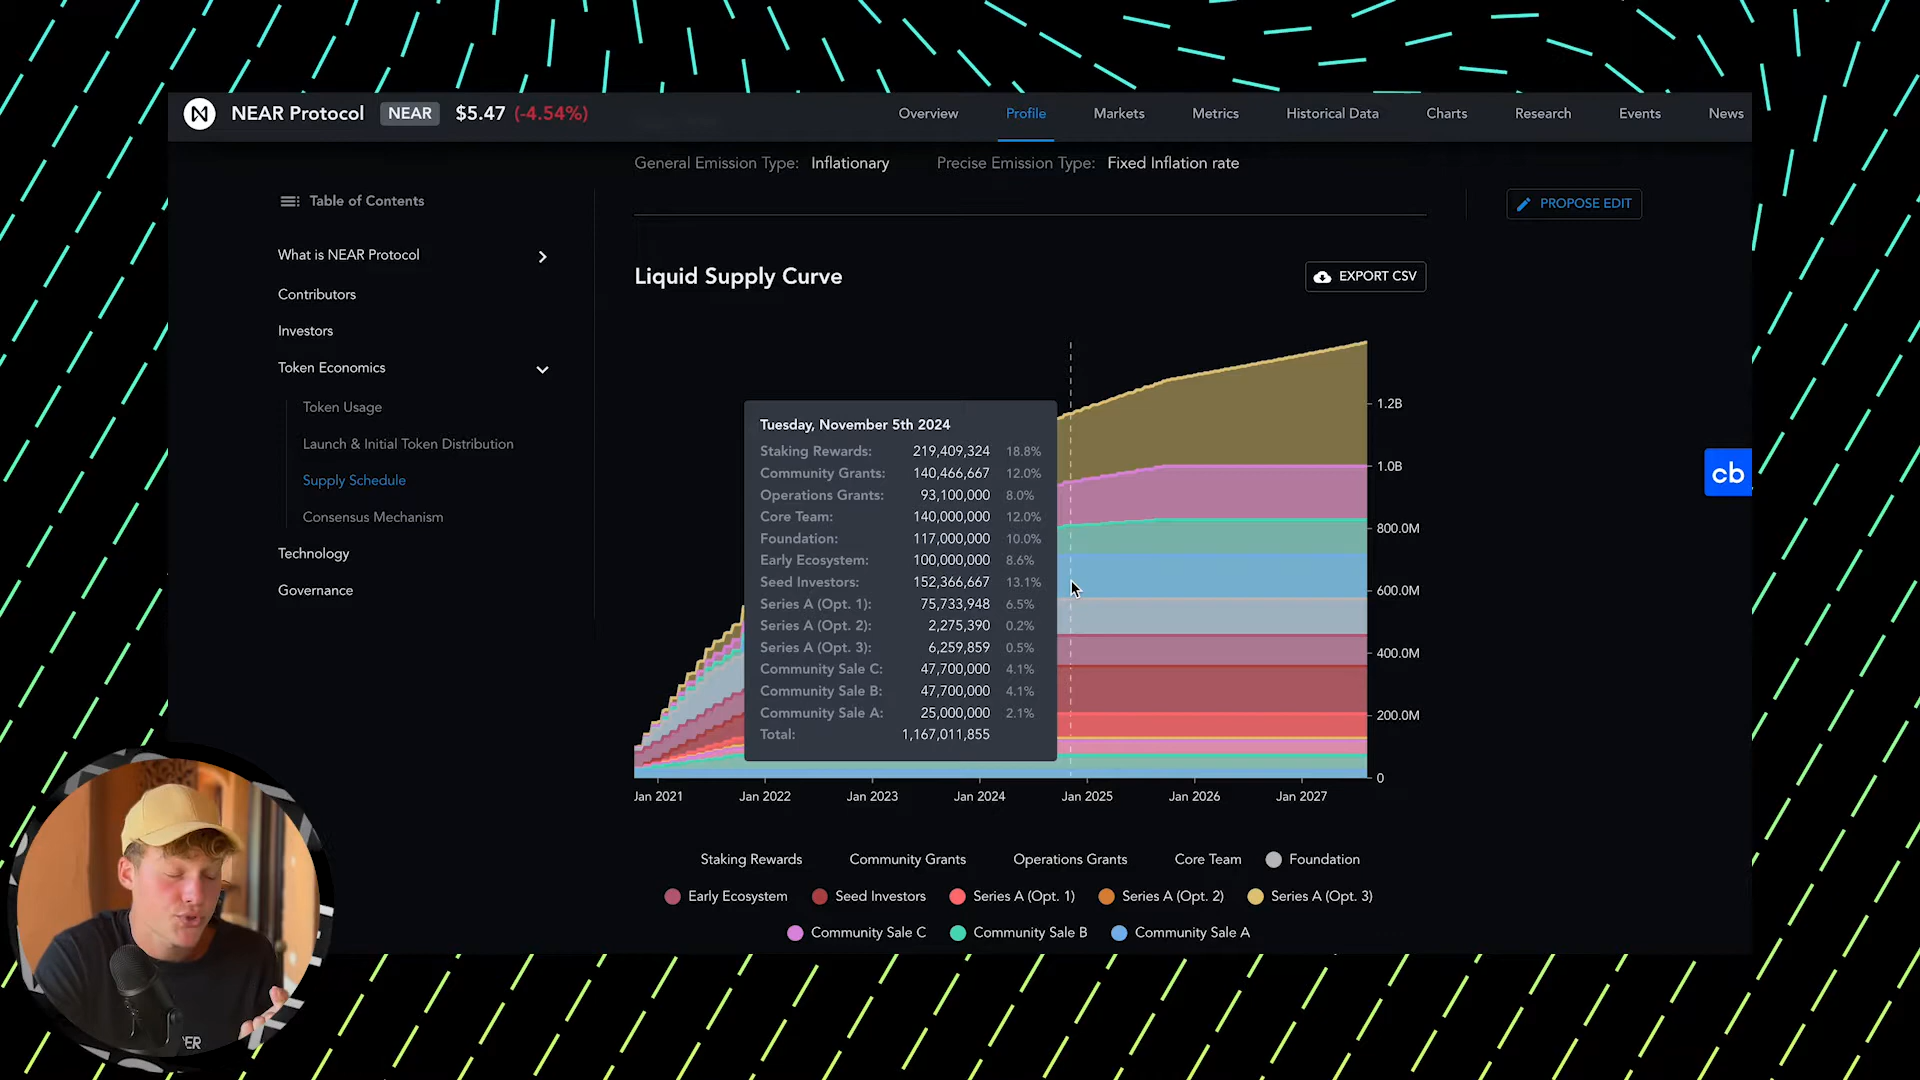 NEAR Protocol NEAR $5.47 (-4.54%) Overview Profile Markets Metrics Historical Data Charts Research Events News
General Emission Type: Inflationary Precise Emission Type: Fixed Inflation rate
Table of Contents
PROPOSE EDIT
What is NEAR Protocol
Contributors
Investors
Token Economics
Token Usage
Launch & Initial Token Distribution
Supply Schedule
Consensus Mechanism
Technology
Governance
Liquid Supply Curve
EXPORT CSV
Tuesday, November 5th 2024
Staking Rewards: 219,409,324 18.8%
Community Grants: 140,466,667 12.0%
Operations Grants: 93,100,000 8.0%
Core Team: 140,000,000 12.0%
Foundation: 117,000,000 10.0%
Early Ecosystem: 100,000,000 8.6%
Seed Investors: 152,366,667 13.1%
Series A (Opt. 1): 75,733,948 6.5%
Series A (Opt. 2): 2,275,390 0.2%
Series A (Opt. 3): 6,259,859 0.5%
Community Sale C: 47,700,000 4.1%
Community Sale B: 47,700,000 4.1%
Community Sale A: 25,000,000 2.1%
Total: 1,167,011,855
1.2B
1.0B
800.0M
600.0M
400.0M
200.0M
0
Jan 2021 Jan 2022 Jan 2023 Jan 2024 Jan 2025 Jan 2026 Jan 2027
Staking Rewards Community Grants Operations Grants Core Team Foundation
Early Ecosystem Seed Investors Series A (Opt. 1) Series A (Opt. 2) Series A (Opt. 3)
Community Sale C Community Sale B Community Sale A
cb